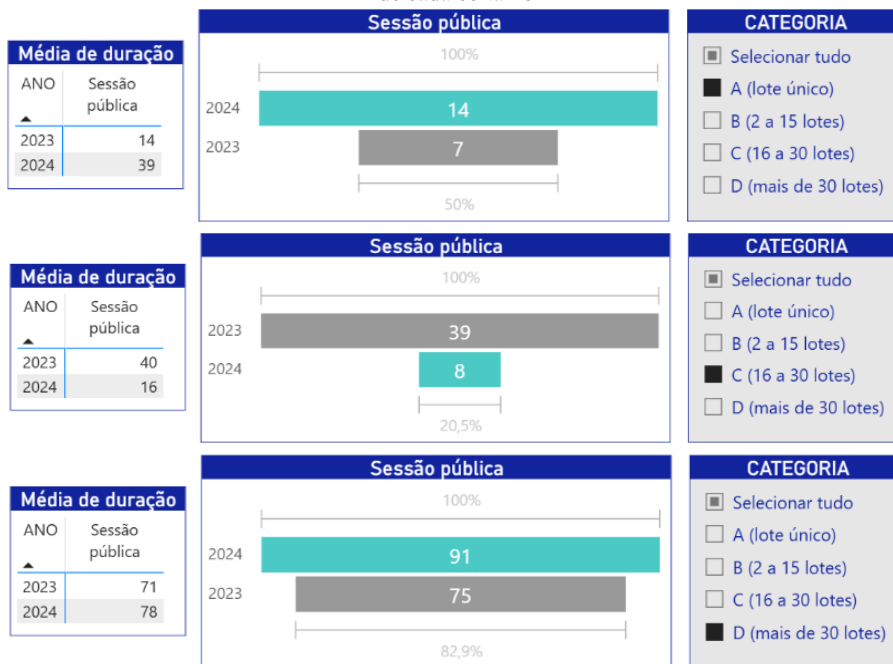 Sessão pública
CATEGORIA
Média de duração
ANO
Sessão pública
2023 14
2024 39
100%
2024 14
2023 7
50%
Selecionar tudo
A (lote único)
B (2 a 15 lotes)
C (16 a 30 lotes)
D (mais de 30 lotes)
Sessão pública
CATEGORIA
Média de duração
ANO
Sessão pública
2023 40
2024 16
100%
2023 39
2024 8
20,5%
Selecionar tudo
A (lote único)
B (2 a 15 lotes)
C (16 a 30 lotes)
D (mais de 30 lotes)
Sessão pública
CATEGORIA
Média de duração
ANO
Sessão pública
2023 71
2024 78
100%
2024 91
2023 75
82,9%
Selecionar tudo
A (lote único)
B (2 a 15 lotes)
C (16 a 30 lotes)
D (mais de 30 lotes)